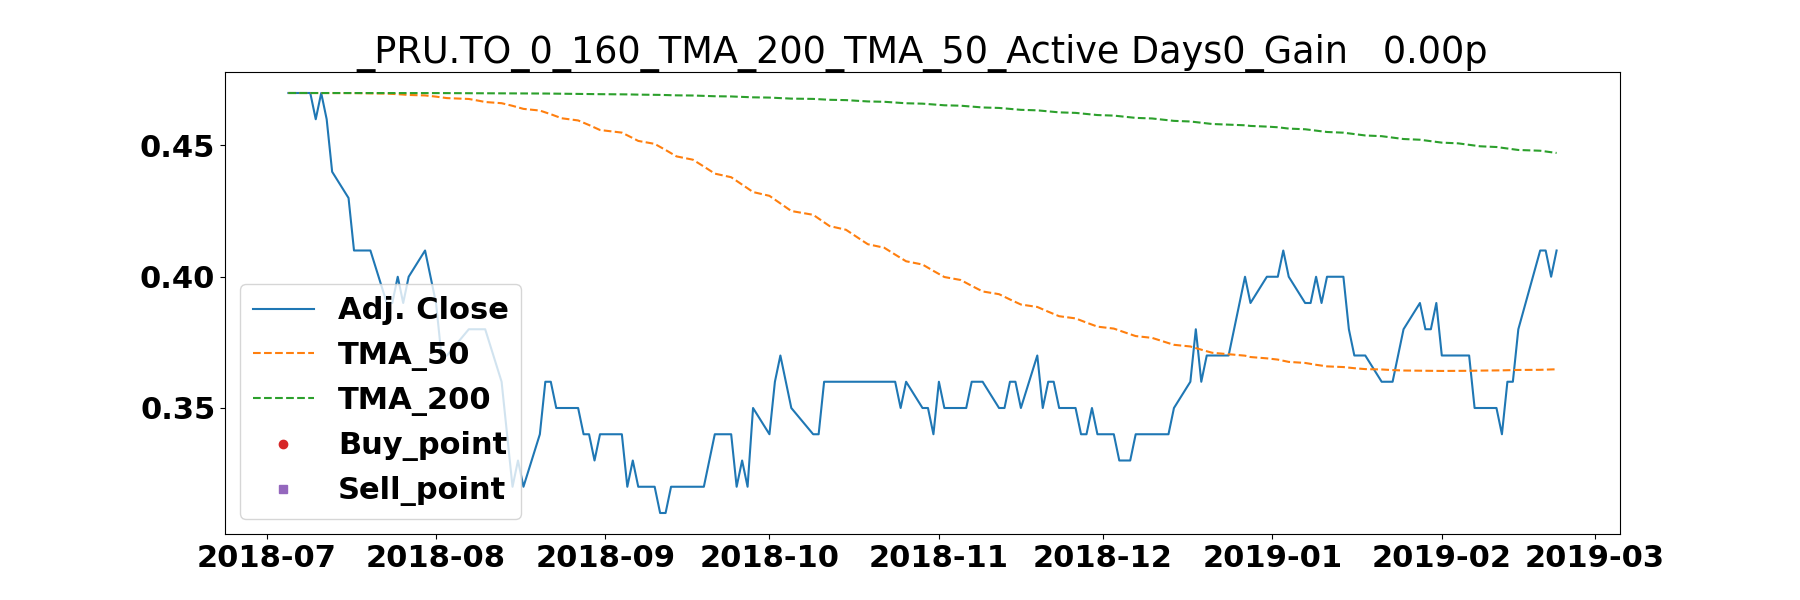 _PRU.TO_0_160_TMA_200_TMA_50_Active Days0_Gain   0.00p
0.45
0.40
0.35
Adj. Close
TMA_50
TMA_200
Buy_point
Sell_point
2018-07 2018-08 2018-09 2018-10 2018-11 2018-12 2019-01 2019-02 2019-03